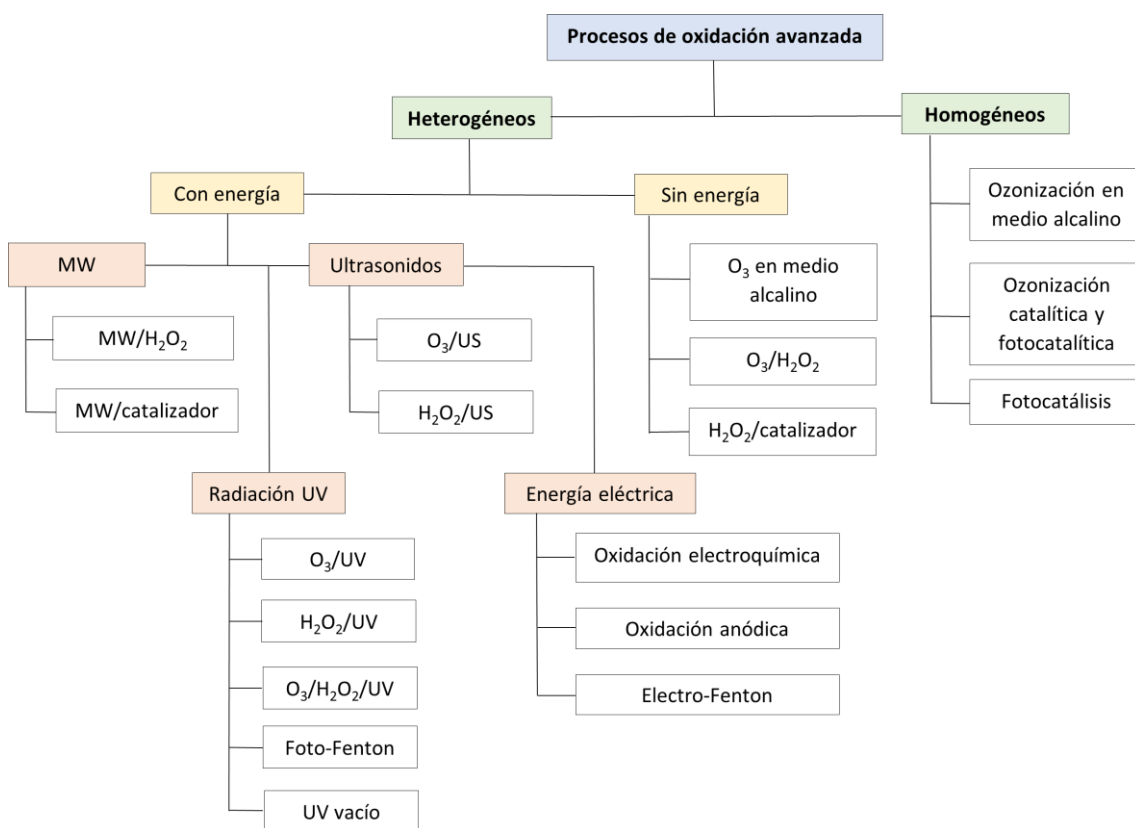 Procesos de oxidación avanzada
Heterogéneos
Homogéneos
Con energía
Sin energía
Ozonización en
medio alcalino
MW
Ultrasonidos
O₃ en medio
alcalino
Ozonización
catalítica y
fotocatalítica
MW/H₂O₂
O₃/US
O₃/H₂O₂
Fotocatálisis
MW/catalizador
H₂O₂/US
H₂O₂/catalizador
Radiación UV
Energía eléctrica
O₃/UV
Oxidación electroquímica
H₂O₂/UV
Oxidación anódica
O₃/H₂O₂/UV
Electro-Fenton
Foto-Fenton
UV vacío